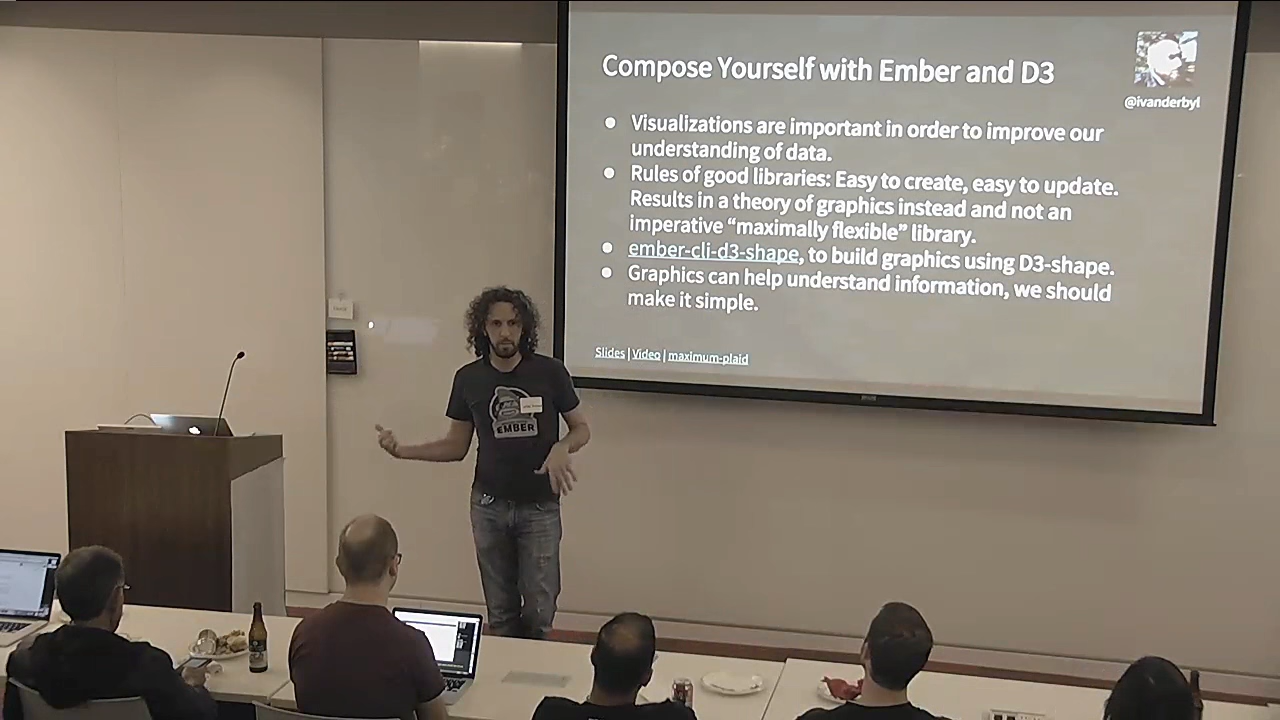 Compose Yourself with Ember and D3
@ivanderbyl
● Visualizations are important in order to improve our
understanding of data.
● Rules of good libraries: Easy to create, easy to update.
Results in a theory of graphics instead and not an
imperative “maximally flexible” library.
● ember-cli-d3-shape, to build graphics using D3-shape.
● Graphics can help understand information, we should
make it simple.
Slides | Video | maximum-plaid
EMBER